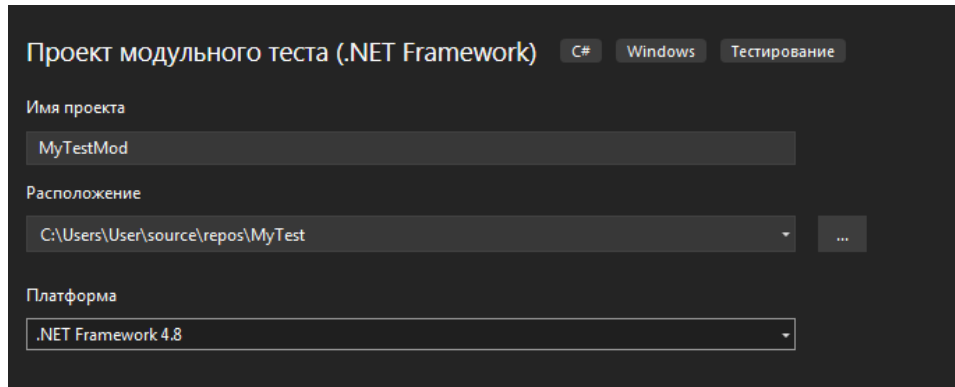 Проект модульного теста (.NET Framework) C# Windows Тестирование
Имя проекта
MyTestMod
Расположение
C:\Users\User\source\repos\MyTest ...
Платформа
.NET Framework 4.8